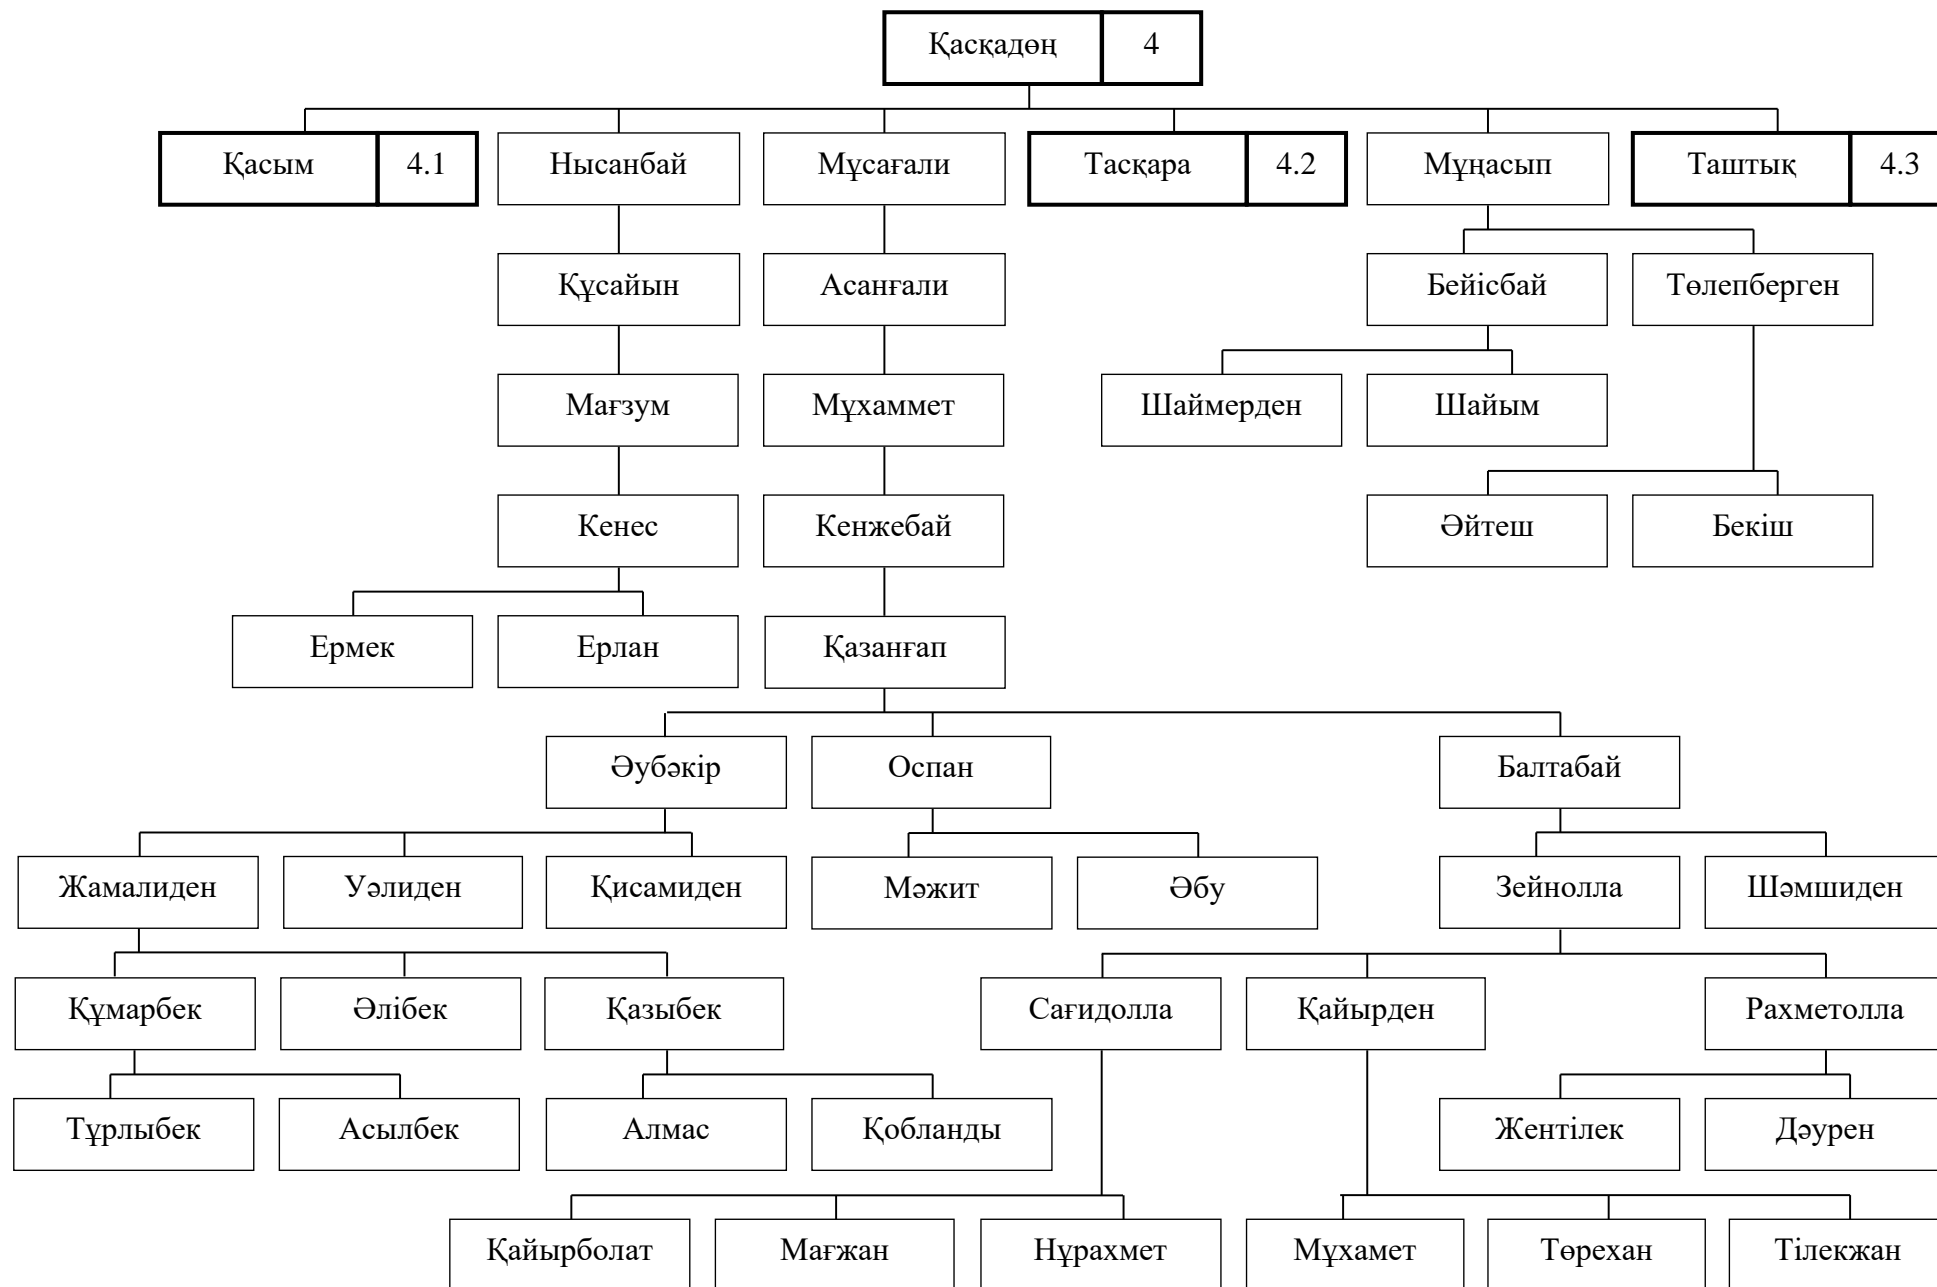 Қасқадөң 4
Қасым 4.1 Нысанбай Мұсағали Тасқара 4.2 Мұңасып Таштық 4.3
Құсайын Асанғали Бейісбай Төлепберген
Мағзум Мұхаммет Шаймерден Шайым
Кенес Кенжебай Әйтеш Бекіш
Ермек Ерлан Қазанғап
Әубәкір Оспан Балтабай
Жамалиден Уәлиден Қисамиден Мәжит Әбу Зейнолла Шәмшиден
Құмарбек Әлібек Қазыбек Сағидолла Қайырден Рахметолла
Тұрлыбек Асылбек Алмас Қобланды Жентілек Дәурен
Қайырболат Мағжан Нұрахмет Мұхамет Төрехан Тілекжан